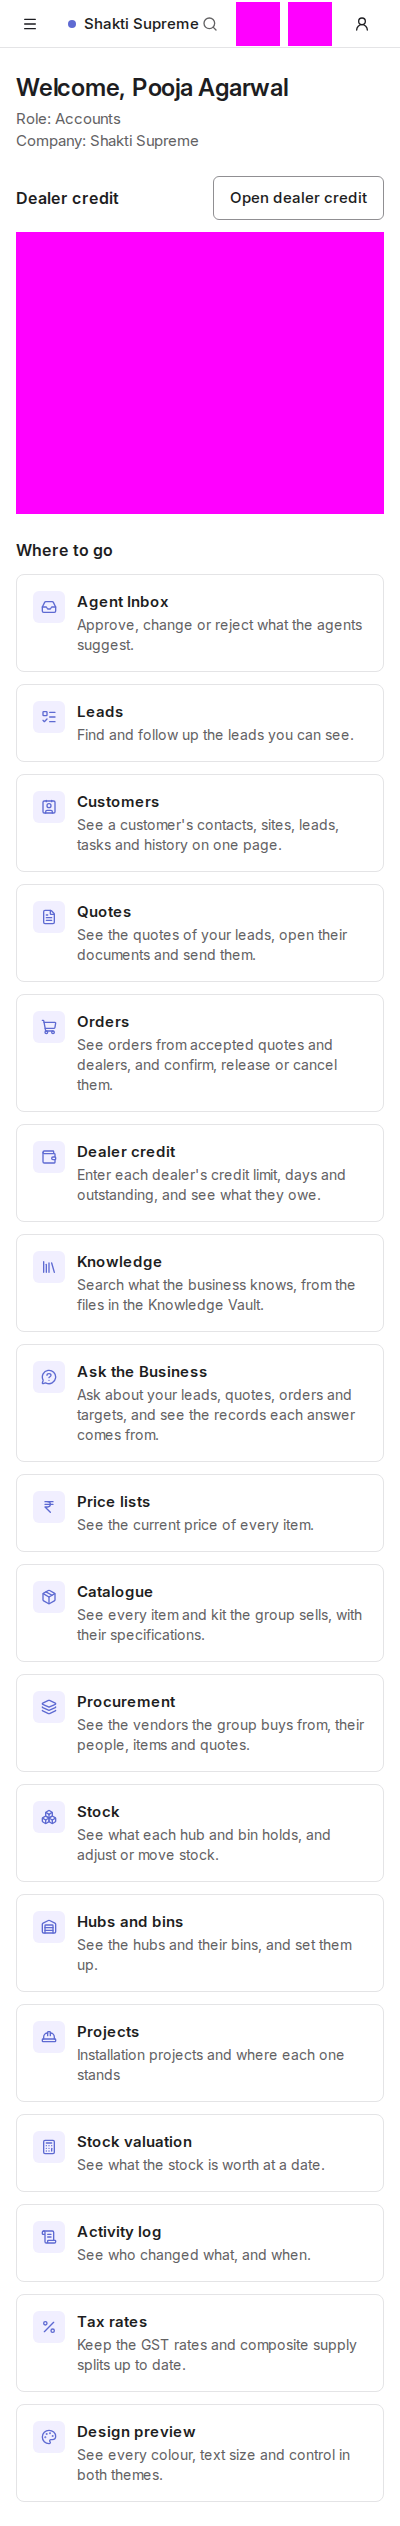 Shakti Supreme
Welcome, Pooja Agarwal
Role: Accounts
Company: Shakti Supreme
Dealer credit
Open dealer credit
Where to go
Agent Inbox
Approve, change or reject what the agents
suggest.
Leads
Find and follow up the leads you can see.
Customers
See a customer's contacts, sites, leads,
tasks and history on one page.
Quotes
See the quotes of your leads, open their
documents and send them.
Orders
See orders from accepted quotes and
dealers, and confirm, release or cancel
them.
Dealer credit
Enter each dealer's credit limit, days and
outstanding, and see what they owe.
Knowledge
Search what the business knows, from the
files in the Knowledge Vault.
Ask the Business
Ask about your leads, quotes, orders and
targets, and see the records each answer
comes from.
Price lists
See the current price of every item.
Catalogue
See every item and kit the group sells, with
their specifications.
Procurement
See the vendors the group buys from, their
people, items and quotes.
Stock
See what each hub and bin holds, and
adjust or move stock.
Hubs and bins
See the hubs and their bins, and set them
up.
Projects
Installation projects and where each one
stands
Stock valuation
See what the stock is worth at a date.
Activity log
See who changed what, and when.
Tax rates
Keep the GST rates and composite supply
splits up to date.
Design preview
See every colour, text size and control in
both themes.